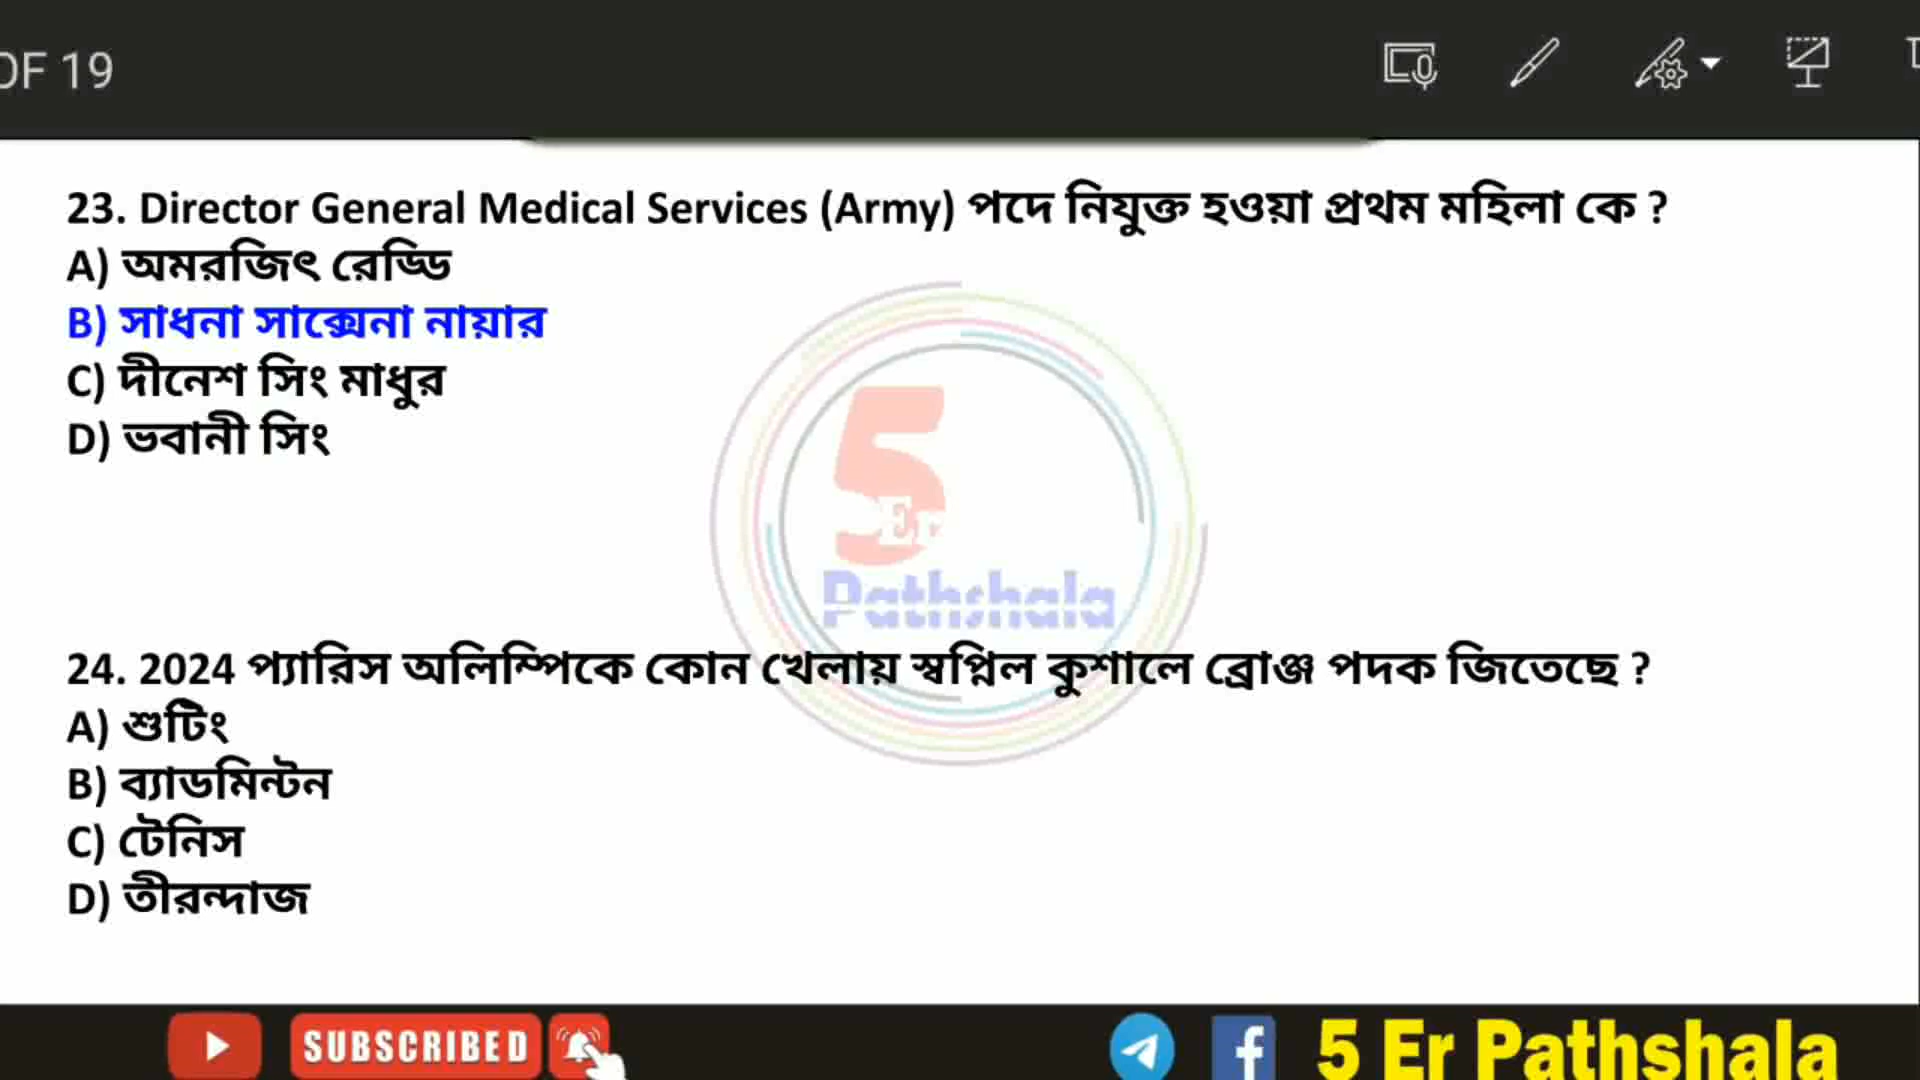 OF 19
23. Director General Medical Services (Army) পদে নিযুক্ত হওয়া প্রথম মহিলা কে ?
A) অমরজিৎ রেড্ডি
B) সাধনা সাক্সেনা নায়ার
C) দীনেশ সিং মাধুর
D) ভবানী সিং
5
Er
Pathshala
24. 2024 প্যারিস অলিম্পিকে কোন খেলায় স্বপ্নিল কুশালে ব্রোঞ্জ পদক জিতেছে ?
A) শুটিং
B) ব্যাডমিন্টন
C) টেনিস
D) তীরন্দাজ
SUBSCRIBED
5 Er Pathshala